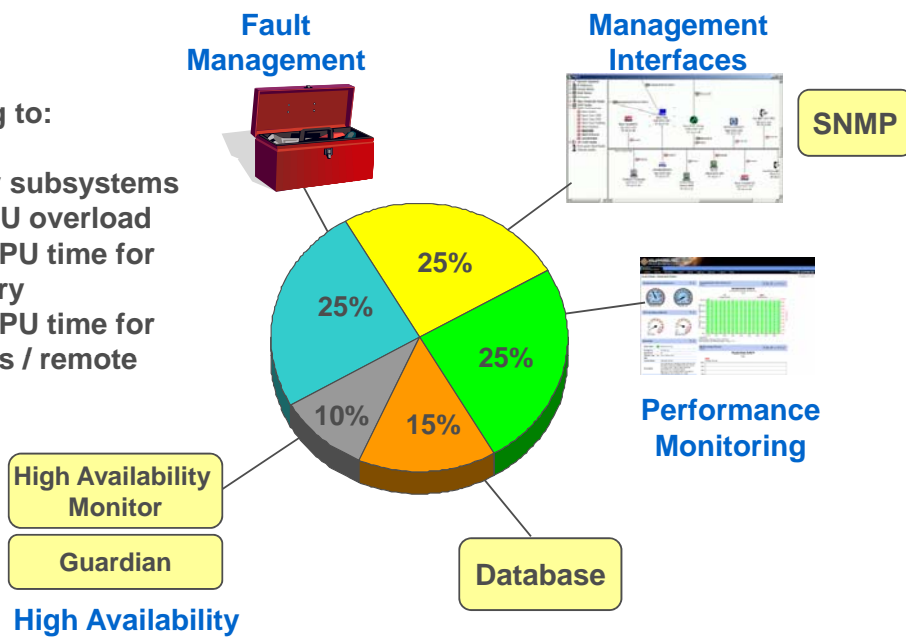 Fault
Management
Management
Interfaces
g to:
SNMP
subsystems
U overload
PU time for
ry
PU time for
s / remote
25%
25%
25%
10%
15%
Performance
Monitoring
High Availability
Monitor
Guardian
Database
High Availability